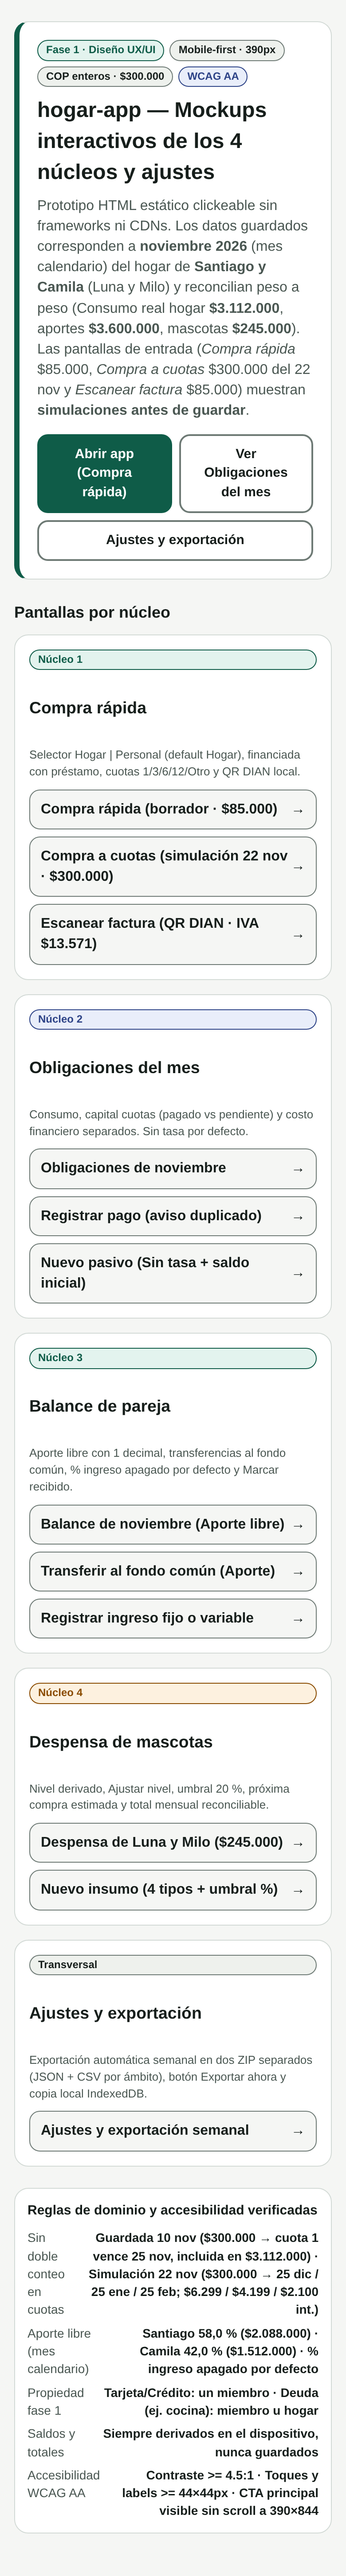 Fase 1 · Diseño UX/UI
Mobile-first · 390px
COP enteros · $300.000
WCAG AA
hogar-app — Mockups
interactivos de los 4
núcleos y ajustes
Prototipo HTML estático clickeable sin
frameworks ni CDNs. Los datos guardados
corresponden a noviembre 2026 (mes
calendario) del hogar de Santiago y
Camila (Luna y Milo) y reconcilian peso a
peso (Consumo real hogar $3.112.000,
aportes $3.600.000, mascotas $245.000).
Las pantallas de entrada (Compra rápida
$85.000, Compra a cuotas $300.000 del 22
nov y Escanear factura $85.000) muestran
simulaciones antes de guardar.
Abrir app
(Compra
rápida)
Ver
Obligaciones
del mes
Ajustes y exportación
Pantallas por núcleo
Núcleo 1
Compra rápida
Selector Hogar | Personal (default Hogar), financiada
con préstamo, cuotas 1/3/6/12/Otro y QR DIAN local.
Compra rápida (borrador · $85.000) →
Compra a cuotas (simulación 22 nov
· $300.000) →
Escanear factura (QR DIAN · IVA
$13.571) →
Núcleo 2
Obligaciones del mes
Consumo, capital cuotas (pagado vs pendiente) y costo
financiero separados. Sin tasa por defecto.
Obligaciones de noviembre →
Registrar pago (aviso duplicado) →
Nuevo pasivo (Sin tasa + saldo
inicial) →
Núcleo 3
Balance de pareja
Aporte libre con 1 decimal, transferencias al fondo
común, % ingreso apagado por defecto y Marcar
recibido.
Balance de noviembre (Aporte libre) →
Transferir al fondo común (Aporte) →
Registrar ingreso fijo o variable →
Núcleo 4
Despensa de mascotas
Nivel derivado, Ajustar nivel, umbral 20 %, próxima
compra estimada y total mensual reconciliable.
Despensa de Luna y Milo ($245.000) →
Nuevo insumo (4 tipos + umbral %) →
Transversal
Ajustes y exportación
Exportación automática semanal en dos ZIP separados
(JSON + CSV por ámbito), botón Exportar ahora y
copia local IndexedDB.
Ajustes y exportación semanal →
Reglas de dominio y accesibilidad verificadas
Sin
doble
conteo
en
cuotas
Guardada 10 nov ($300.000 → cuota 1
vence 25 nov, incluida en $3.112.000) ·
Simulación 22 nov ($300.000 → 25 dic /
25 ene / 25 feb; $6.299 / $4.199 / $2.100
int.)
Aporte libre
(mes
calendario)
Santiago 58,0 % ($2.088.000) ·
Camila 42,0 % ($1.512.000) · %
ingreso apagado por defecto
Propiedad
fase 1
Tarjeta/Crédito: un miembro · Deuda
(ej. cocina): miembro u hogar
Saldos y
totales
Siempre derivados en el dispositivo,
nunca guardados
Accesibilidad
WCAG AA
Contraste >= 4.5:1 · Toques y
labels >= 44×44px · CTA principal
visible sin scroll a 390×844